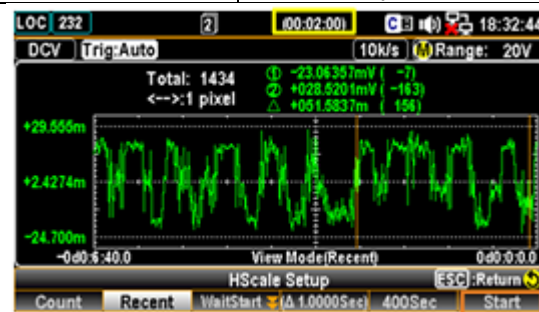 LOC 232 2 (00:02:00) C 18:32:44
DCV Trig:Auto 10k/s M Range: 20V
Total: 1434 ① -23.06357mV ( -7)
<-->:1 pixel ② +028.5201mV ( -163)
△ +051.5837m ( 156)
+29.555m
+2.4274m
-24.700m
-0d0:6:40.0 View Mode(Recent) 0d0:0:0.0
HScale Setup ESC :Return
Count Recent WaitStart (Δ 1.0000Sec) 400Sec Start